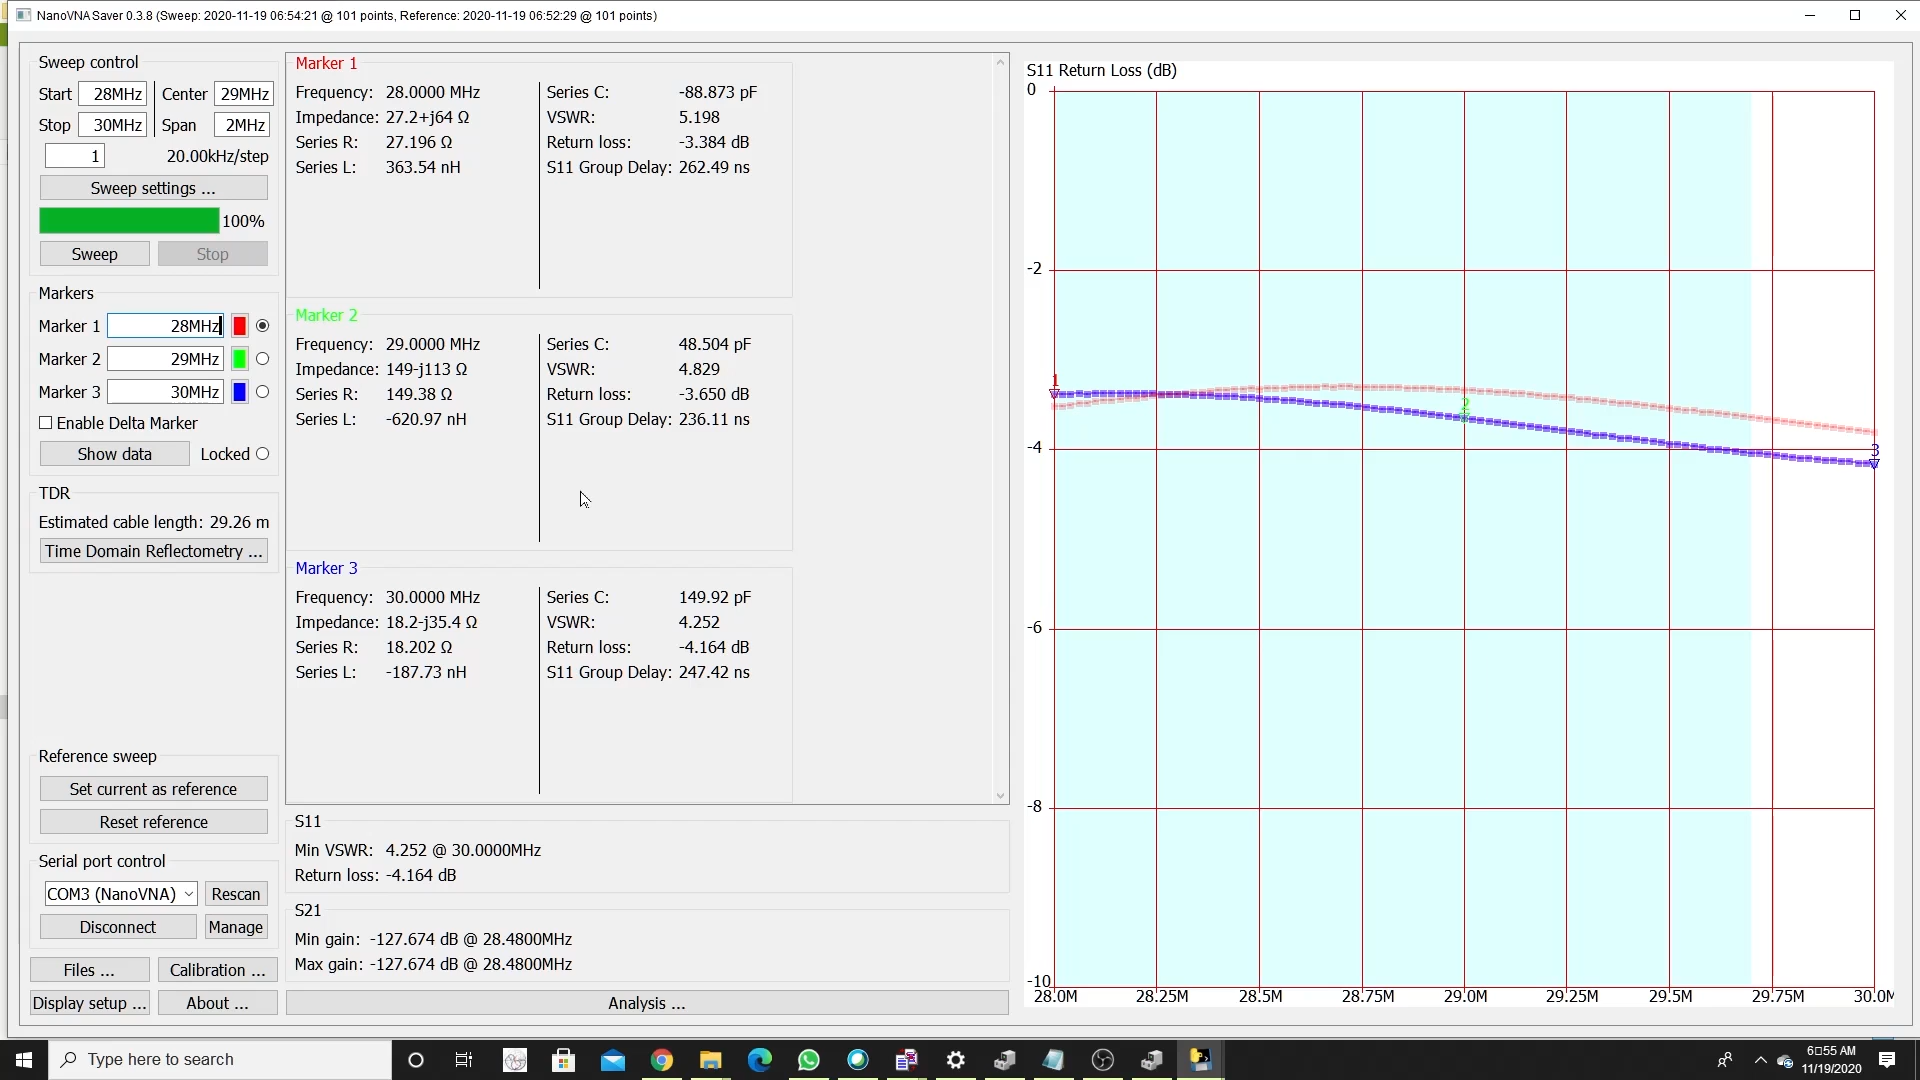 NanoVNA Saver 0.3.8 (Sweep: 2020-11-19 06:54:21 @ 101 points, Reference: 2020-11-19 06:52:29 @ 101 points)
Sweep control
Start 28MHz Center 29MHz
Stop 30MHz Span 2MHz
1 20.00kHz/step
Sweep settings ...
100%
Sweep Stop
Markers
Marker 1 28MHz
Marker 2 29MHz
Marker 3 30MHz
Enable Delta Marker
Show data Locked
TDR
Estimated cable length: 29.26 m
Time Domain Reflectometry ...
Reference sweep
Set current as reference
Reset reference
Serial port control
COM3 (NanoVNA) Rescan
Disconnect Manage
Files ... Calibration ...
Display setup ... About ...
Marker 1
Frequency: 28.0000 MHz Series C: -88.873 pF
Impedance: 27.2+j64 Ω VSWR: 5.198
Series R: 27.196 Ω Return loss: -3.384 dB
Series L: 363.54 nH S11 Group Delay: 262.49 ns
Marker 2
Frequency: 29.0000 MHz Series C: 48.504 pF
Impedance: 149-j113 Ω VSWR: 4.829
Series R: 149.38 Ω Return loss: -3.650 dB
Series L: -620.97 nH S11 Group Delay: 236.11 ns
Marker 3
Frequency: 30.0000 MHz Series C: 149.92 pF
Impedance: 18.2-j35.4 Ω VSWR: 4.252
Series R: 18.202 Ω Return loss: -4.164 dB
Series L: -187.73 nH S11 Group Delay: 247.42 ns
S11
Min VSWR: 4.252 @ 30.0000MHz
Return loss: -4.164 dB
S21
Min gain: -127.674 dB @ 28.4800MHz
Max gain: -127.674 dB @ 28.4800MHz
Analysis ...
S11 Return Loss (dB)
0
-2
1
2
-4
3
-6
-8
-10
28.0M 28.25M 28.5M 28.75M 29.0M 29.25M 29.5M 29.75M 30.0M
Type here to search
6□55 AM
11/19/2020